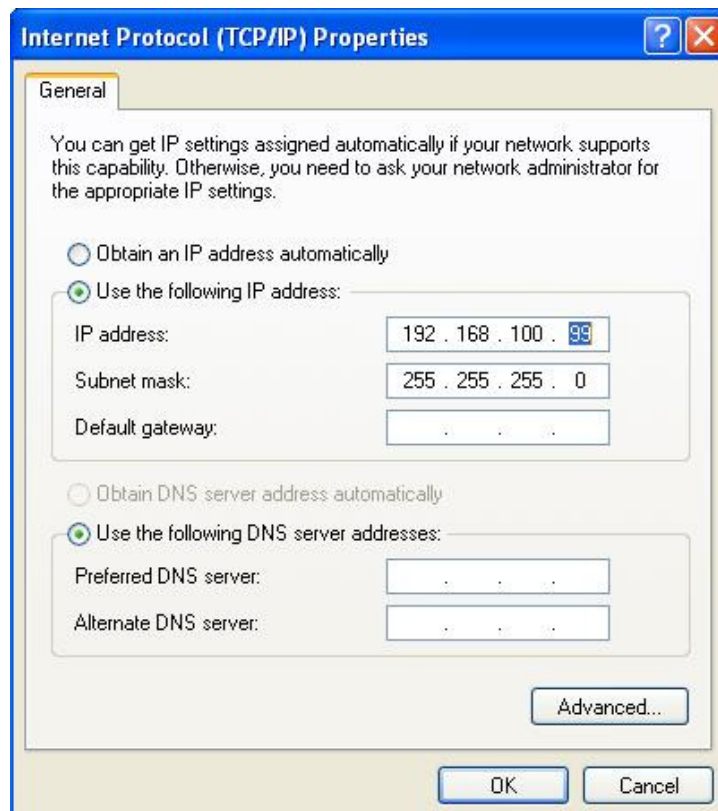 Internet Protocol (TCP/IP) Properties
General
You can get IP settings assigned automatically if your network supports
this capability. Otherwise, you need to ask your network administrator for
the appropriate IP settings.
Obtain an IP address automatically
Use the following IP address:
IP address: 192 . 168 . 100 . 99
Subnet mask: 255 . 255 . 255 . 0
Default gateway: . . .
Obtain DNS server address automatically
Use the following DNS server addresses:
Preferred DNS server: . . .
Alternate DNS server: . . .
Advanced...
OK Cancel